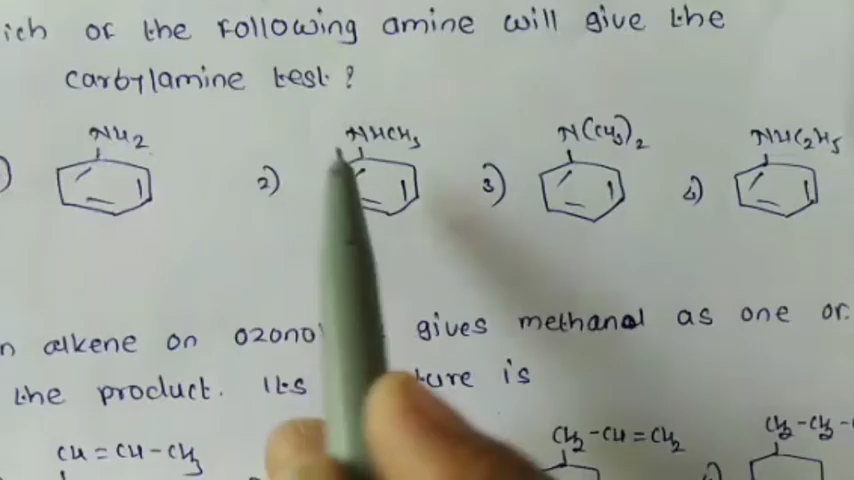 ich of the following amine will give the
carbylamine test?
NH2 NHCH3 N(CH3)2 NHC2H5
) 2) 3) 4)
n alkene on ozono gives methanal as one or
the product. Its ture is
CH=CH-CH3 CH2-CH=CH2 CH2-CH2-